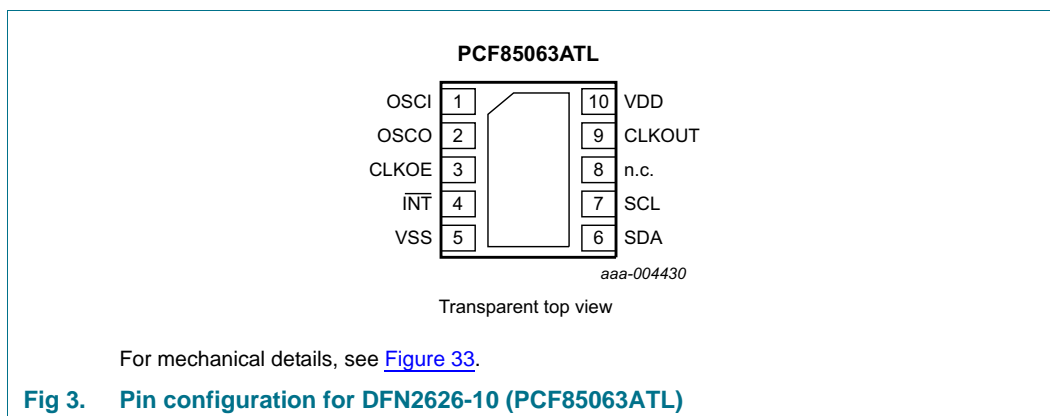 PCF85063ATL
OSCI 1 10 VDD
OSCO 2 9 CLKOUT
CLKOE 3 8 n.c.
INT 4 7 SCL
VSS 5 6 SDA
aaa-004430
Transparent top view
For mechanical details, see Figure 33.
Fig 3. Pin configuration for DFN2626-10 (PCF85063ATL)